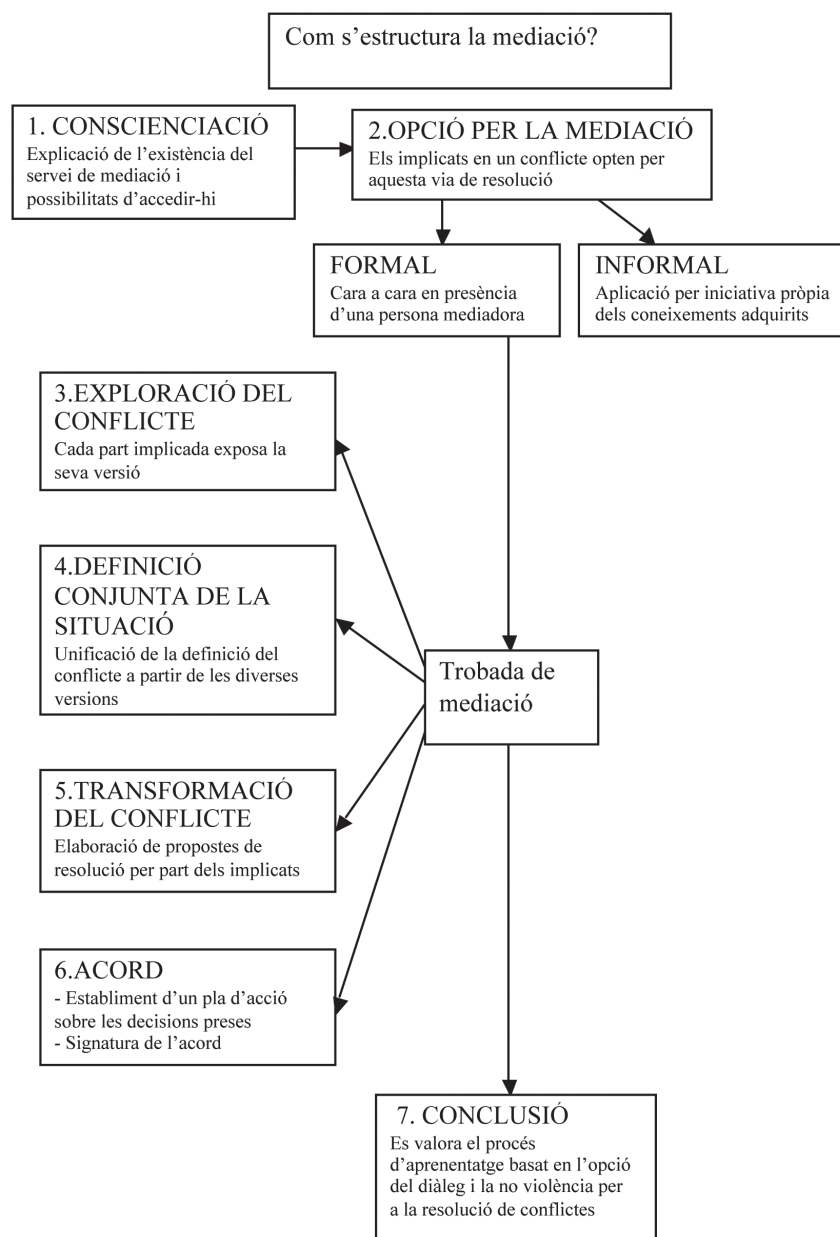 Com s’estructura la mediació?
1. CONSCIENCIACIÓ
Explicació de l’existència del
servei de mediació i
possibilitats d’accedir-hi
2.OPCIÓ PER LA MEDIACIÓ
Els implicats en un conflicte opten per
aquesta via de resolució
FORMAL
Cara a cara en presència
d’una persona mediadora
INFORMAL
Aplicació per iniciativa pròpia
dels coneixements adquirits
3.EXPLORACIÓ DEL
CONFLICTE
Cada part implicada exposa la
seva versió
4.DEFINICIÓ
CONJUNTA DE LA
SITUACIÓ
Unificació de la definició del
conflicte a partir de les diverses
versions
Trobada de
mediació
5.TRANSFORMACIÓ
DEL CONFLICTE
Elaboració de propostes de
resolució per part dels implicats
6.ACORD
- Establiment d’un pla d’acció
sobre les decisions preses
- Signatura de l’acord
7. CONCLUSIÓ
Es valora el procés
d’aprenentatge basat en l’opció
del diàleg i la no violència per
a la resolució de conflictes